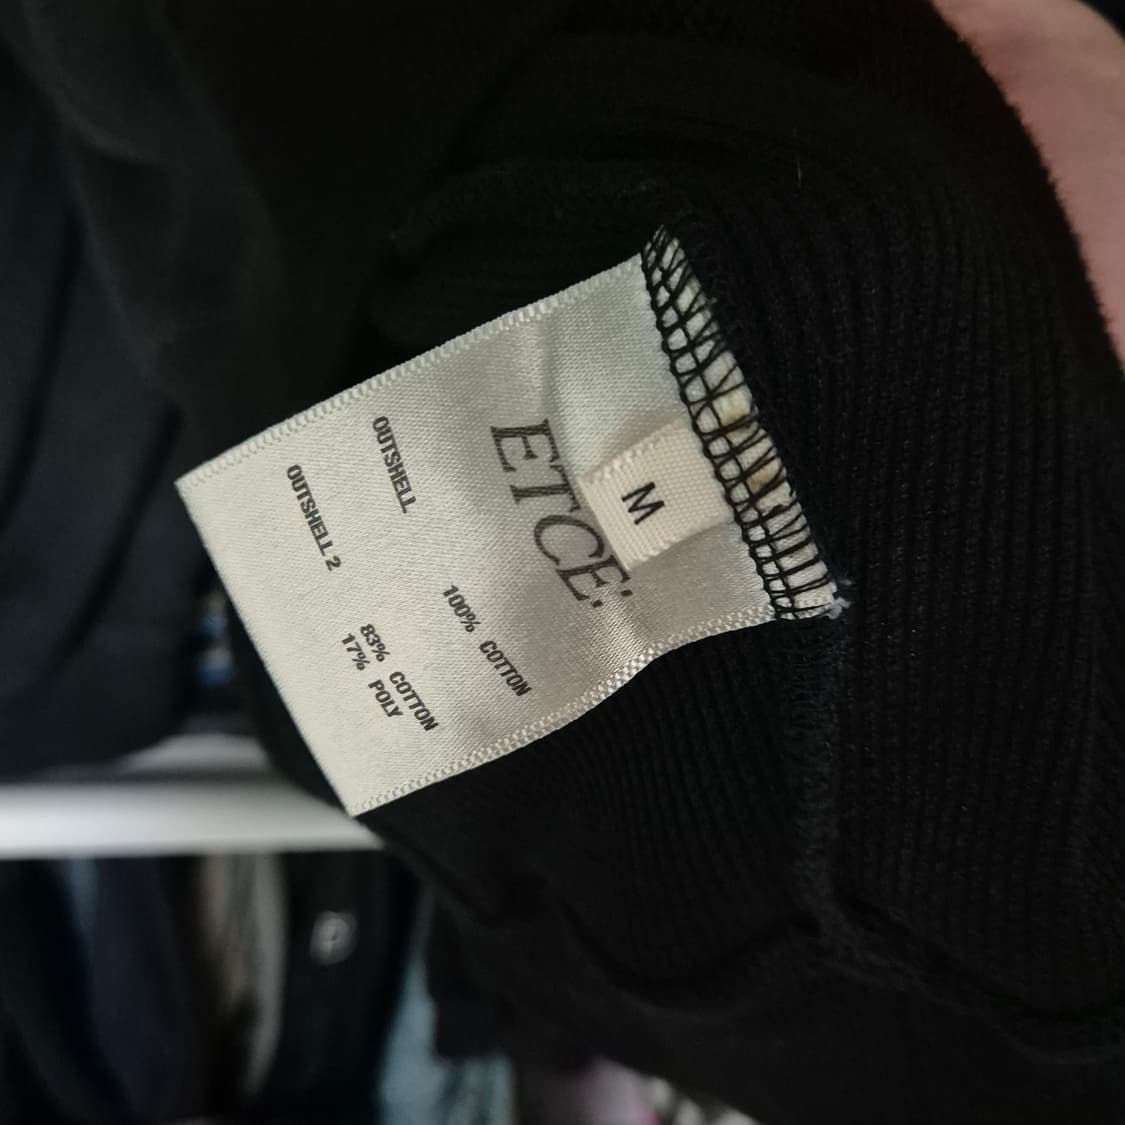 M
ETCE:
OUTSHELL
100% COTTON
OUTSHELL 2
83% COTTON
17% POLY